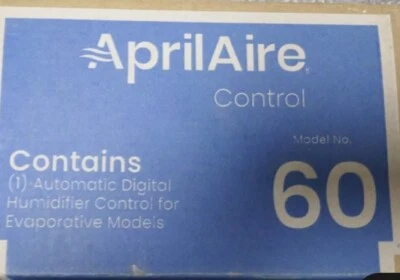 AprilAire
Control
Model No.
60
Contains
(1) Automatic Digital
Humidifier Control for
Evaporative Models